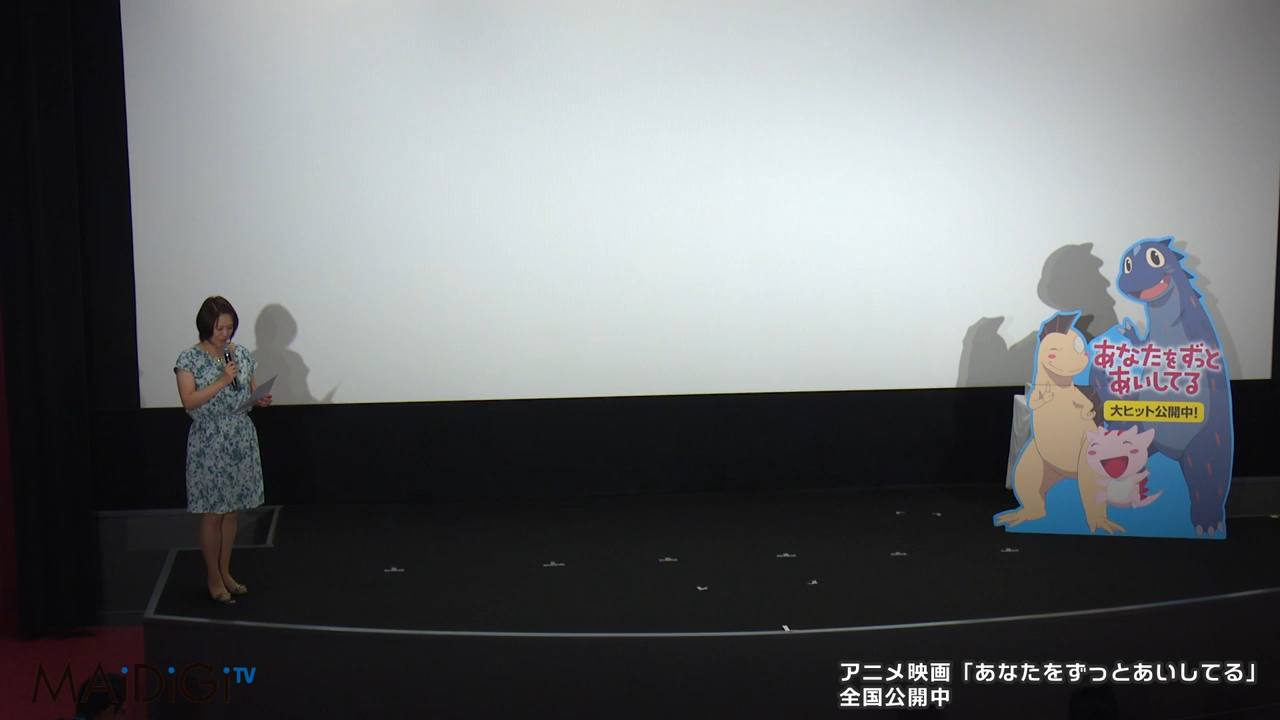 あなたをずっと
あいしてる
大ヒット公開中!
MAiDiGiTV
アニメ映画「あなたをずっとあいしてる」
全国公開中